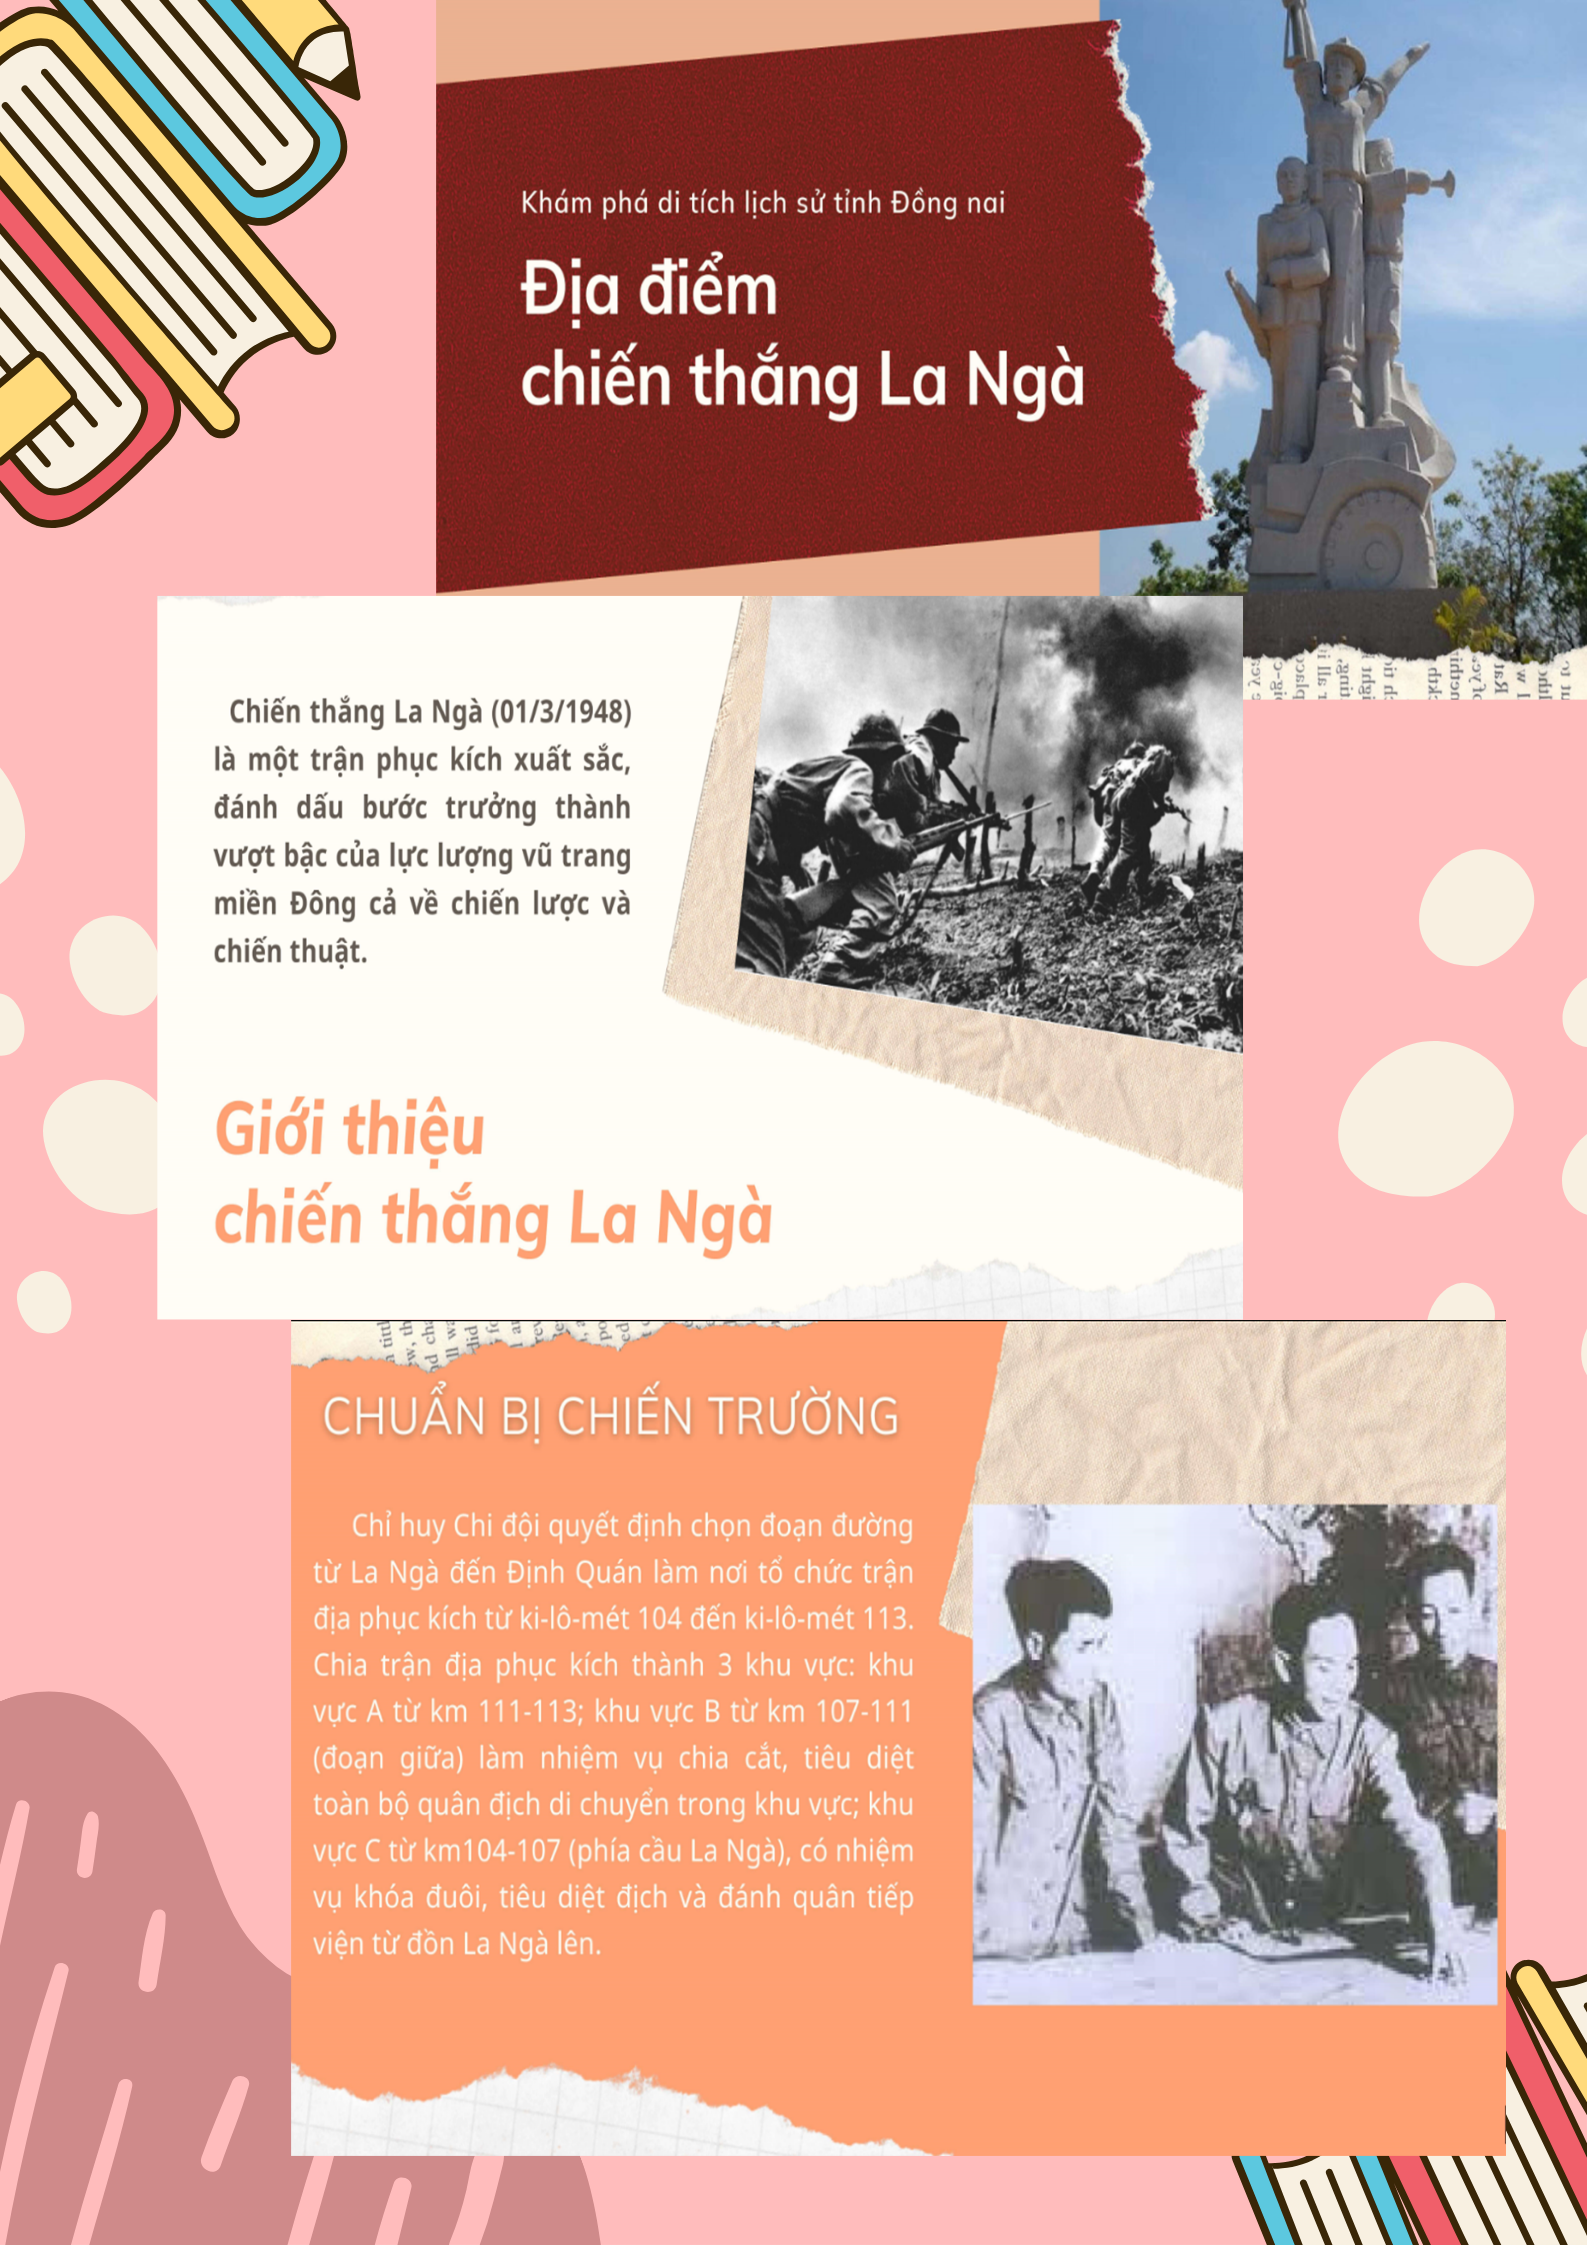 Khám phá di tích lịch sử tỉnh Đồng nai
Địa điểm
chiến thắng La Ngà
Chiến thắng La Ngà (01/3/1948)
là một trận phục kích xuất sắc,
đánh dấu bước trưởng thành
vượt bậc của lực lượng vũ trang
miền Đông cả về chiến lược và
chiến thuật.
Giới thiệu
chiến thắng La Ngà
CHUẨN BỊ CHIẾN TRƯỜNG
Chỉ huy Chi đội quyết định chọn đoạn đường
từ La Ngà đến Định Quán làm nơi tổ chức trận
địa phục kích từ ki-lô-mét 104 đến ki-lô-mét 113.
Chia trận địa phục kích thành 3 khu vực: khu
vực A từ km 111-113; khu vực B từ km 107-111
(đoạn giữa) làm nhiệm vụ chia cắt, tiêu diệt
toàn bộ quân địch di chuyển trong khu vực; khu
vực C từ km104-107 (phía cầu La Ngà), có nhiệm
vụ khóa đuôi, tiêu diệt địch và đánh quân tiếp
viện từ đồn La Ngà lên.